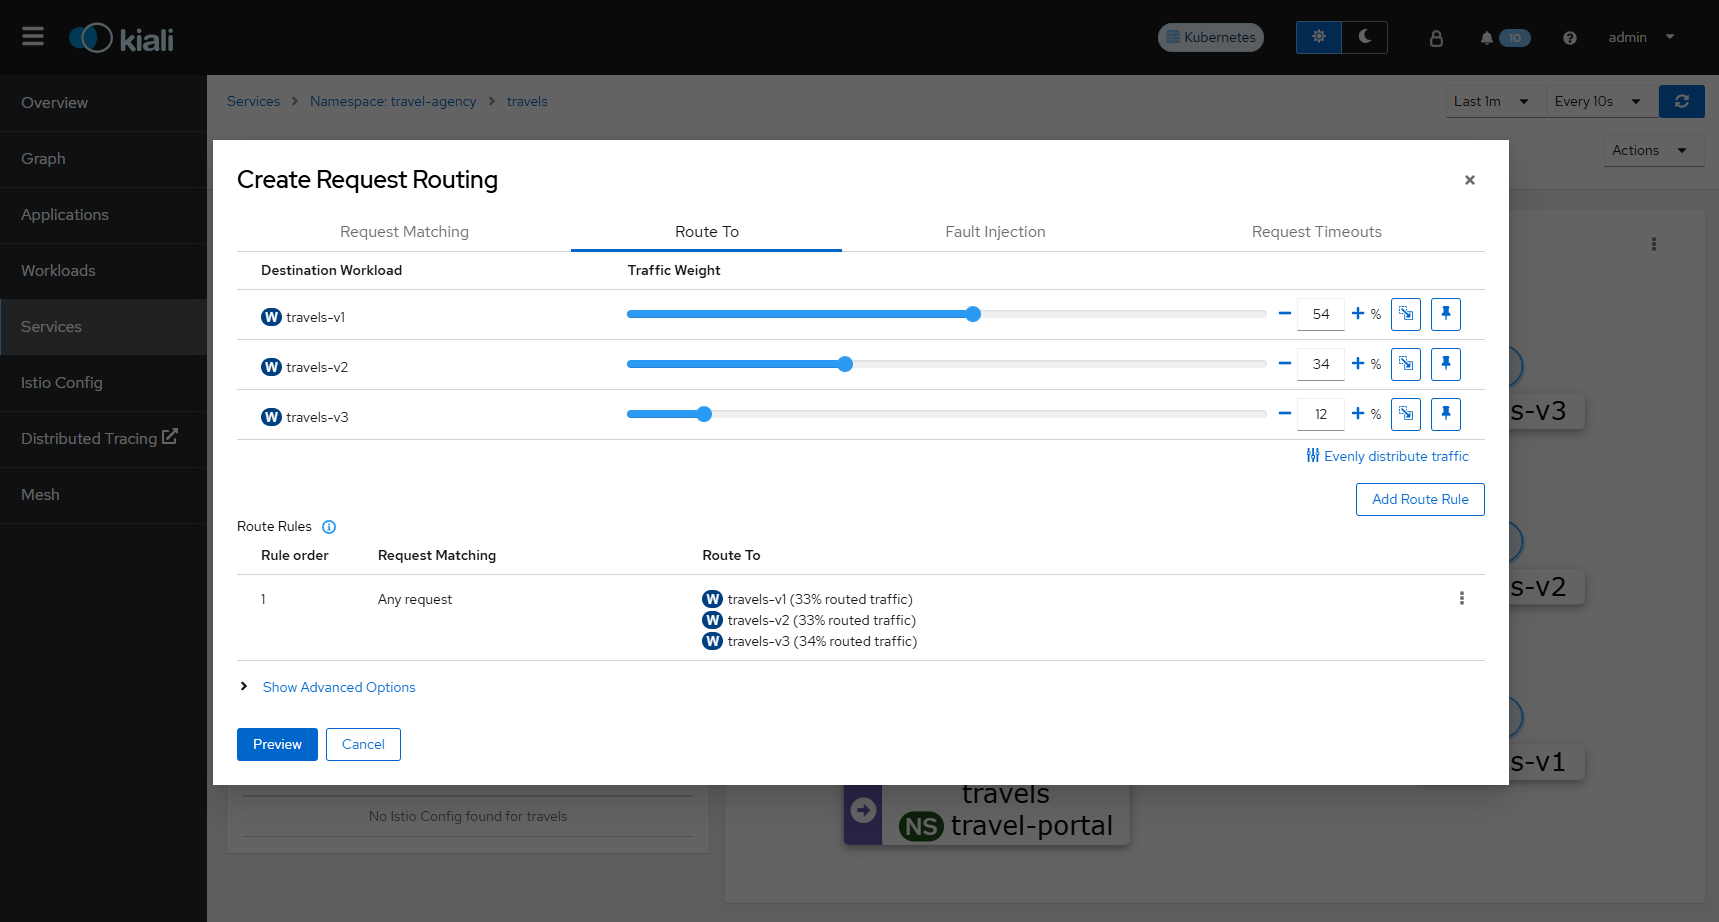 kiali
Kubernetes
10
admin
Overview
Graph
Applications
Workloads
Services
Istio Config
Distributed Tracing
Mesh
Services > Namespace: travel-agency > travels
Last 1m
Every 10s
Actions
Create Request Routing
Request Matching
Route To
Fault Injection
Request Timeouts
Destination Workload
Traffic Weight
W travels-v1
54 %
W travels-v2
34 %
W travels-v3
12 %
Evenly distribute traffic
Add Route Rule
Route Rules
Rule order
Request Matching
Route To
1
Any request
W travels-v1 (33% routed traffic)
W travels-v2 (33% routed traffic)
W travels-v3 (34% routed traffic)
Show Advanced Options
Preview
Cancel
s-v3
s-v2
s-v1
No Istio Config found for travels
travels
NS travel-portal